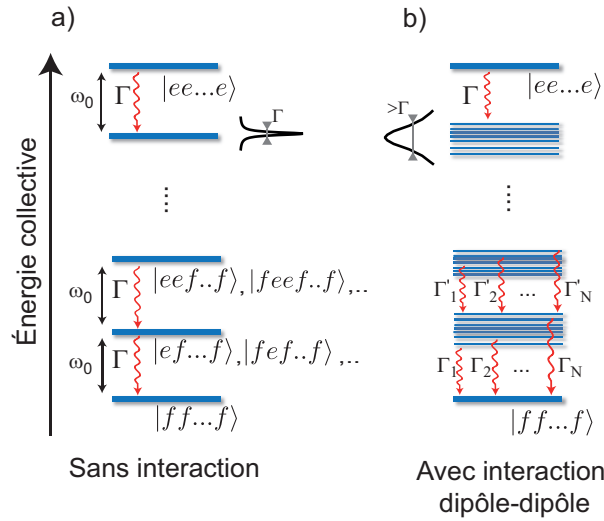 a)
b)
Énergie collective
ω₀
Γ
|ee...e⟩
Γ
⋮
ω₀
Γ
|eef..f⟩,|feef..f⟩,..
ω₀
Γ
|ef...f⟩,|fef..f⟩,..
|ff...f⟩
Sans interaction
Γ
|ee...e⟩
>Γ
⋮
Γ'₁
Γ'₂
...
Γ'N
Γ₁
Γ₂
...
ΓN
|ff...f⟩
Avec interaction
dipôle-dipôle